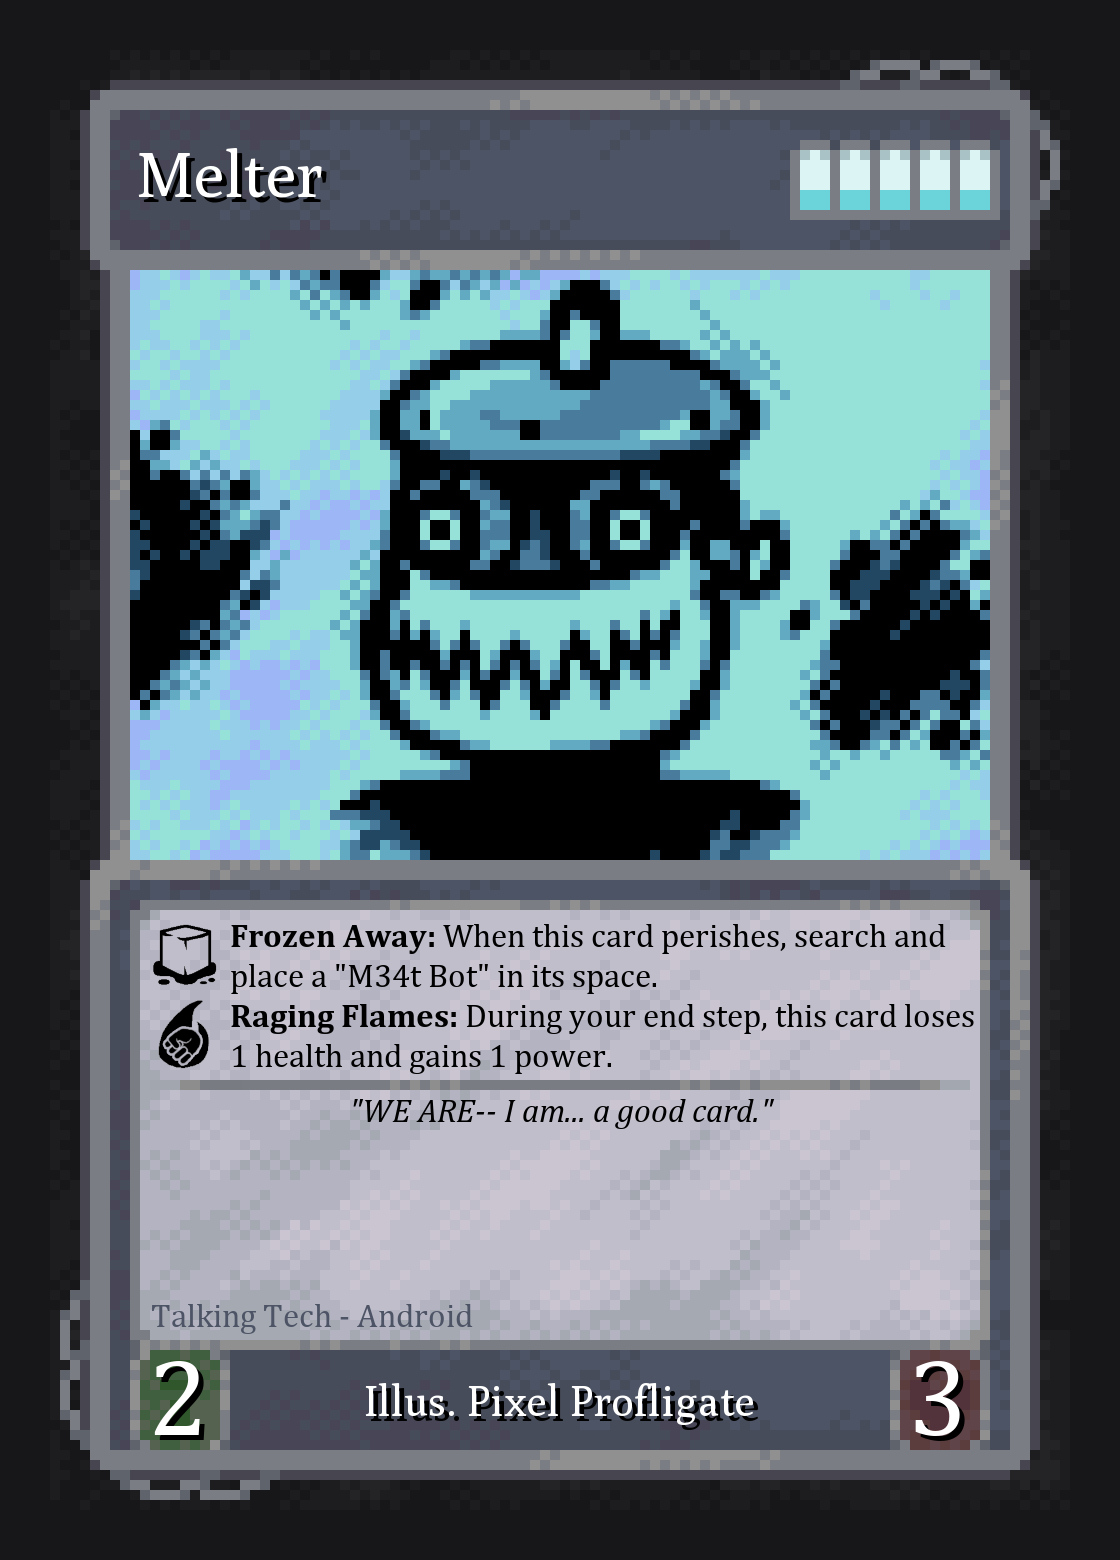 Melter
Frozen Away: When this card perishes, search and
place a "M34t Bot" in its space.
Raging Flames: During your end step, this card loses
1 health and gains 1 power.
"WE ARE-- I am... a good card."
Talking Tech - Android
2
Illus. Pixel Profligate
3